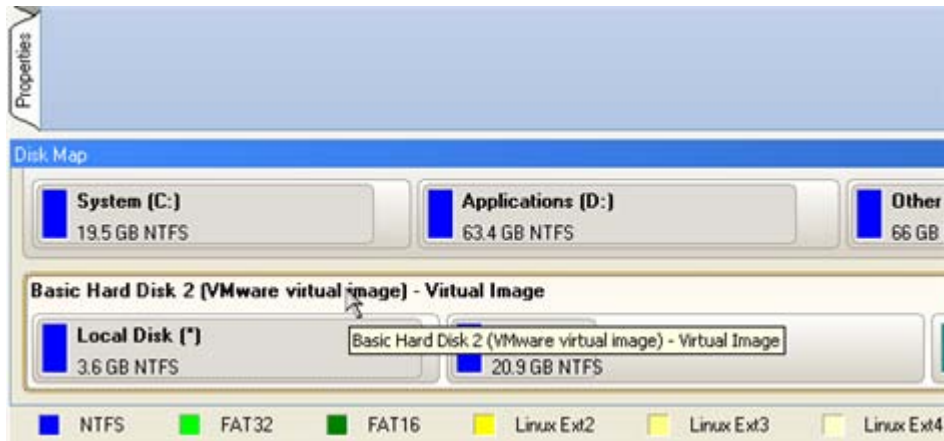 Properties
Disk Map
System (C:)
19.5 GB NTFS
Applications (D:)
63.4 GB NTFS
Other
66 GB
Basic Hard Disk 2 (VMware virtual image) - Virtual Image
Local Disk (*)
3.6 GB NTFS
Basic Hard Disk 2 (VMware virtual image) - Virtual Image
20.9 GB NTFS
NTFS FAT32 FAT16 Linux Ext2 Linux Ext3 Linux Ext4